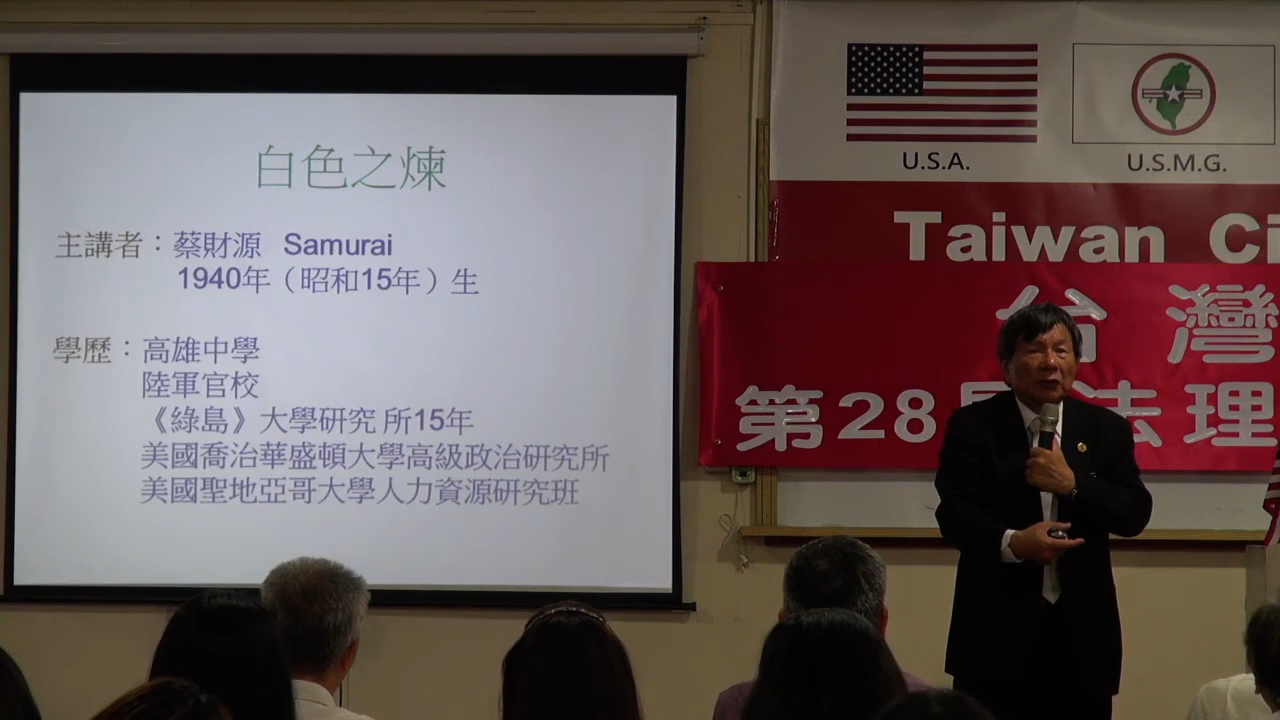 白色之煉
主講者：蔡財源 Samurai
1940年（昭和15年）生
學歷：高雄中學
陸軍官校
《綠島》大學研究 所15年
美國喬治華盛頓大學高級政治研究所
美國聖地亞哥大學人力資源研究班
U.S.A.
U.S.M.G.
Taiwan Ci
台灣
第28屆法理